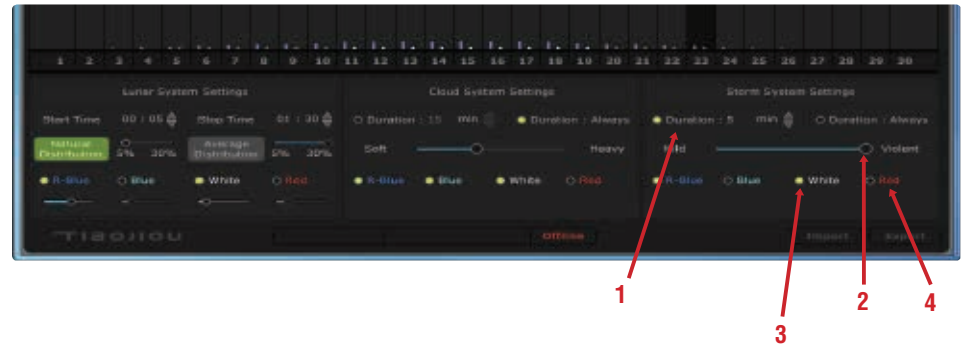 1 2 3 4 5 6 7 8 9 10 11 12 13 14 15 16 17 18 19 20 21 22 23 24 25 26 27 28 29 30
Lunar System Settings Cloud System Settings Storm System Settings
Start Time 00 : 05 Stop Time 01 : 30 Duration : 15 min Duration : Always Duration : 5 min Duration : Always
Natural Distribution 5% 30% Average Distribution 5% 30% Soft Heavy Mild Violent
R-Blue Blue White Red R-Blue Blue White Red R-Blue Blue White Red
Offline Import Export
1 2 4
3